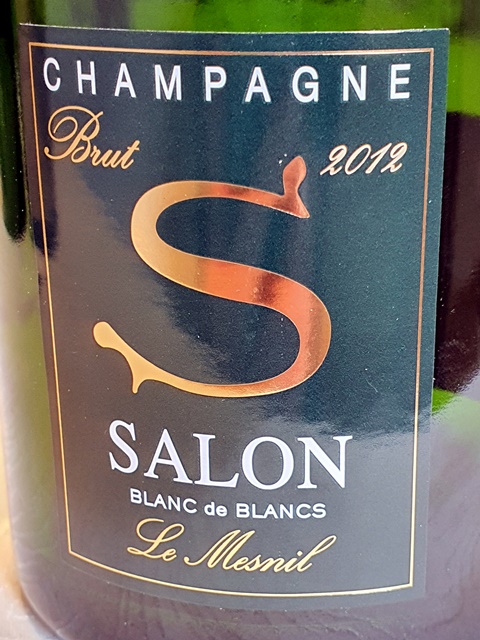 CHAMPAGNE
Brut 2012
S
SALON
BLANC de BLANCS
Le Mesnil